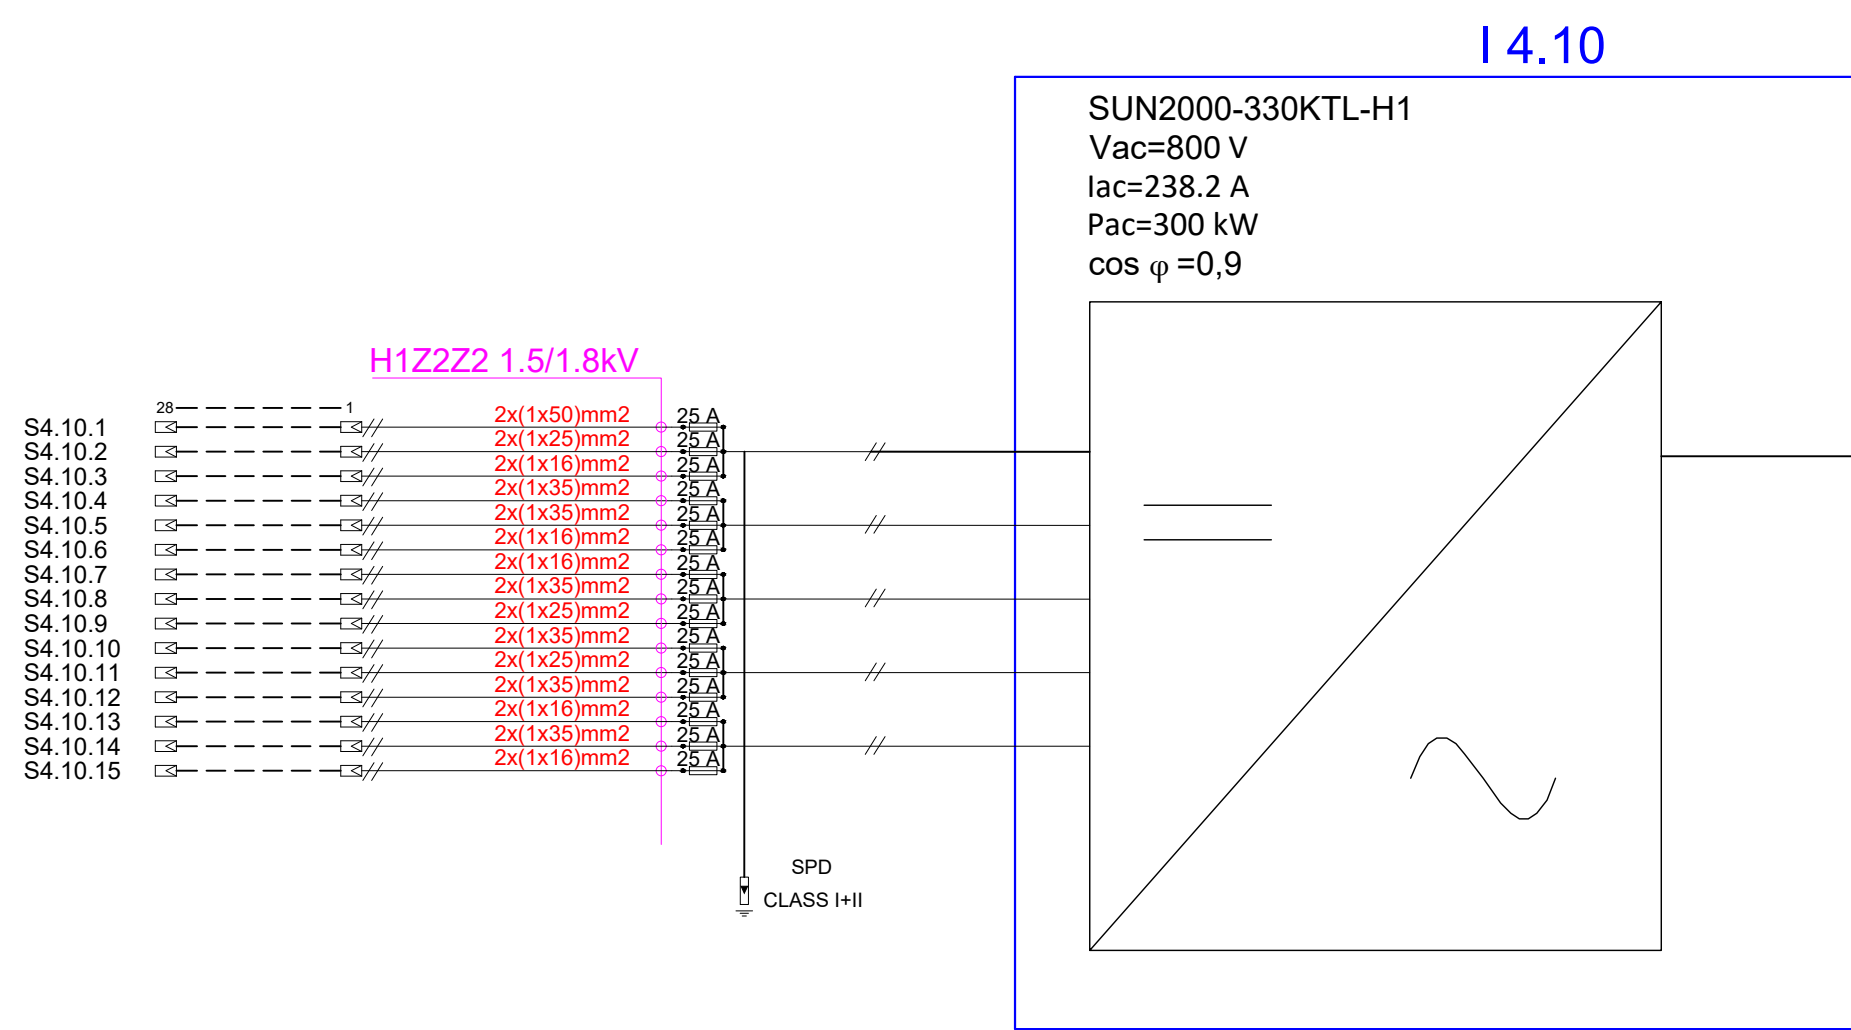 I 4.10
SUN2000-330KTL-H1
Vac=800 V
Iac=238.2 A
Pac=300 kW
cos φ =0,9
H1Z2Z2 1.5/1.8kV
28 1
S4.10.1 2x(1x50)mm2 25 A
S4.10.2 2x(1x25)mm2 25 A
S4.10.3 2x(1x16)mm2 25 A
S4.10.4 2x(1x35)mm2 25 A
S4.10.5 2x(1x35)mm2 25 A
S4.10.6 2x(1x16)mm2 25 A
S4.10.7 2x(1x16)mm2 25 A
S4.10.8 2x(1x35)mm2 25 A
S4.10.9 2x(1x25)mm2 25 A
S4.10.10 2x(1x35)mm2 25 A
S4.10.11 2x(1x25)mm2 25 A
S4.10.12 2x(1x35)mm2 25 A
S4.10.13 2x(1x16)mm2 25 A
S4.10.14 2x(1x35)mm2 25 A
S4.10.15 2x(1x16)mm2 25 A
SPD
CLASS I+II